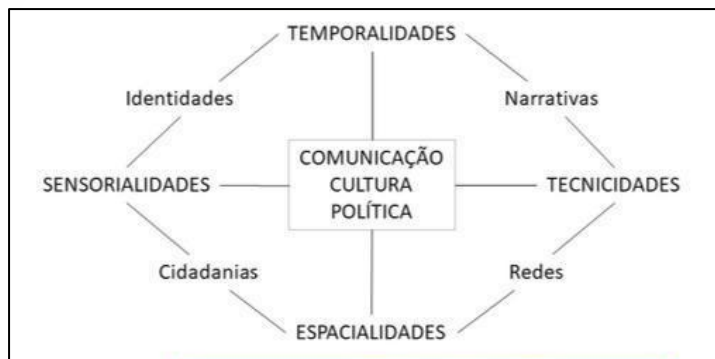 TEMPORALIDADES
Identidades
Narrativas
COMUNICAÇÃO
CULTURA
POLÍTICA
SENSORIALIDADES
TECNICIDADES
Cidadanias
Redes
ESPACIALIDADES